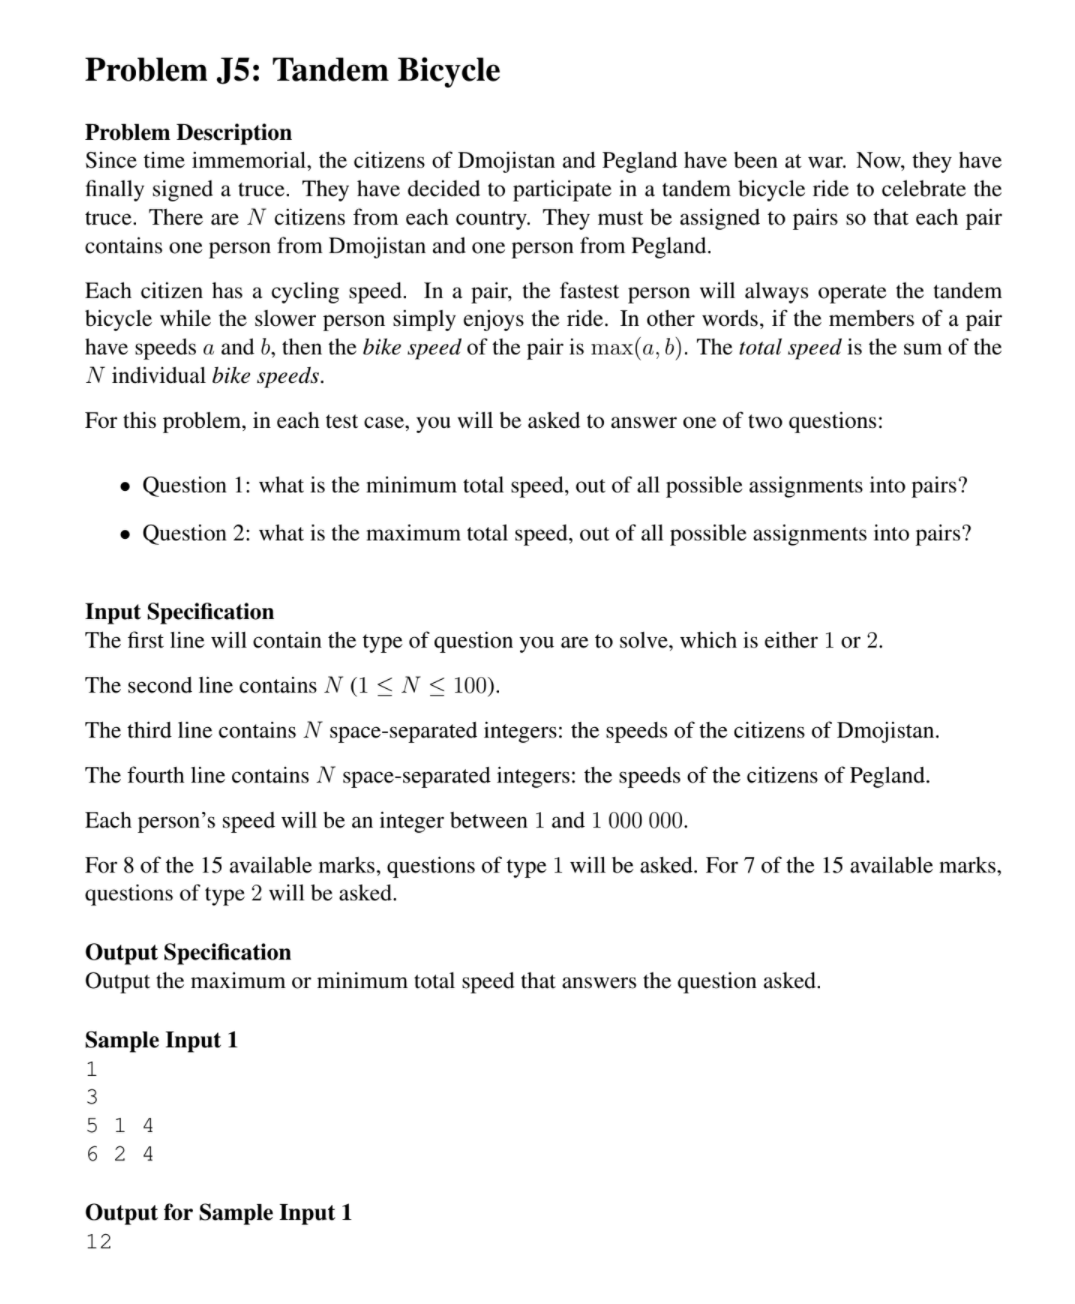 Problem J5: Tandem Bicycle
Problem Description
Since time immemorial, the citizens of Dmojistan and Pegland have been at war. Now, they have
finally signed a truce. They have decided to participate in a tandem bicycle ride to celebrate the
truce. There are N citizens from each country. They must be assigned to pairs so that each pair
contains one person from Dmojistan and one person from Pegland.
Each citizen has a cycling speed. In a pair, the fastest person will always operate the tandem
bicycle while the slower person simply enjoys the ride. In other words, if the members of a pair
have speeds a and b, then the bike speed of the pair is max(a, b). The total speed is the sum of the
N individual bike speeds.
For this problem, in each test case, you will be asked to answer one of two questions:
• Question 1: what is the minimum total speed, out of all possible assignments into pairs?
• Question 2: what is the maximum total speed, out of all possible assignments into pairs?
Input Specification
The first line will contain the type of question you are to solve, which is either 1 or 2.
The second line contains N (1 ≤ N ≤ 100).
The third line contains N space-separated integers: the speeds of the citizens of Dmojistan.
The fourth line contains N space-separated integers: the speeds of the citizens of Pegland.
Each person's speed will be an integer between 1 and 1 000 000.
For 8 of the 15 available marks, questions of type 1 will be asked. For 7 of the 15 available marks,
questions of type 2 will be asked.
Output Specification
Output the maximum or minimum total speed that answers the question asked.
Sample Input 1
1
3
5 1 4
6 2 4
Output for Sample Input 1
12